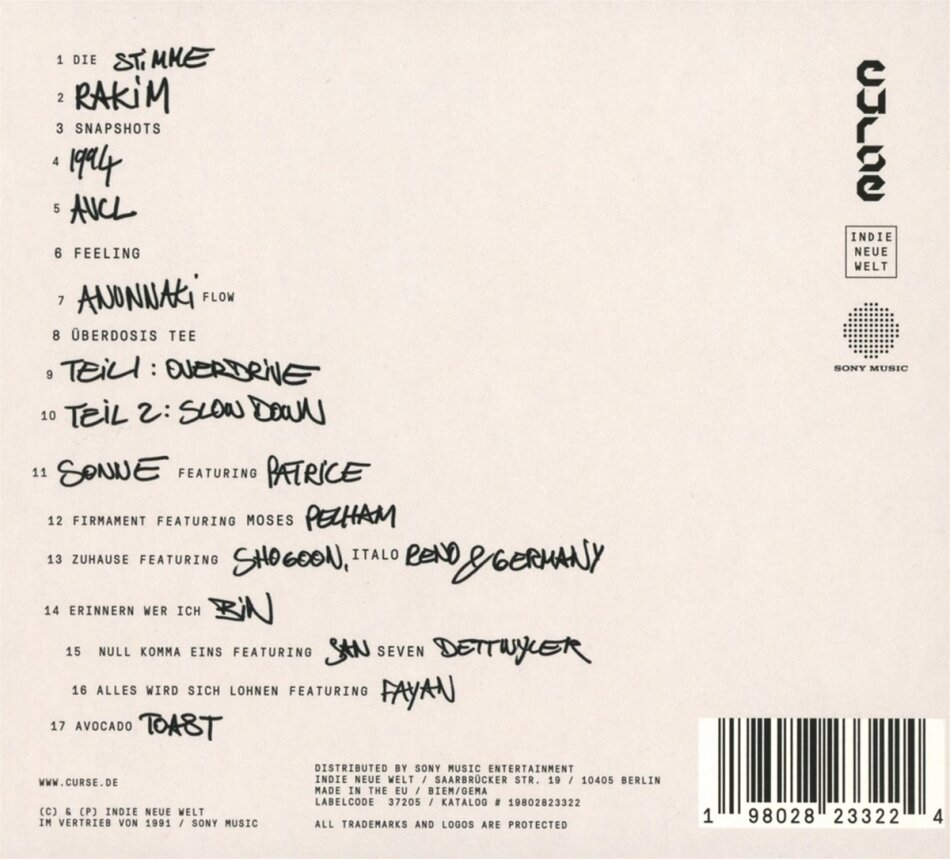 1 DIE STiMME
2 RAKiM
3 SNAPSHOTS
4 1994
5 AVCL
6 FEELING
7 ANONNAKi FLOW
8 ÜBERDOSIS TEE
9 TEiL 1: OVERDRiVE
10 TEiL 2: SLOW DOWN
11 SONNE FEATURING PATRICE
12 FIRMAMENT FEATURING MOSES PELHAM
13 ZUHAUSE FEATURING SHOGOON, ITALO RENO & GERMANY
14 ERINNERN WER ICH BiN
15 NULL KOMMA EINS FEATURING JAN SEVEN DETTWYLER
16 ALLES WIRD SICH LOHNEN FEATURING FAYAN
17 AVOCADO TOAST
curse
INDIE
NEUE
WELT
SONY MUSIC
WWW.CURSE.DE
(C) & (P) INDIE NEUE WELT
IM VERTRIEB VON 1991 / SONY MUSIC
DISTRIBUTED BY SONY MUSIC ENTERTAINMENT
INDIE NEUE WELT / SAARBRÜCKER STR. 19 / 10405 BERLIN
MADE IN THE EU / BIEM/GEMA
LABELCODE 37205 / KATALOG # 19802823322
ALL TRADEMARKS AND LOGOS ARE PROTECTED
1 98028 23322 4